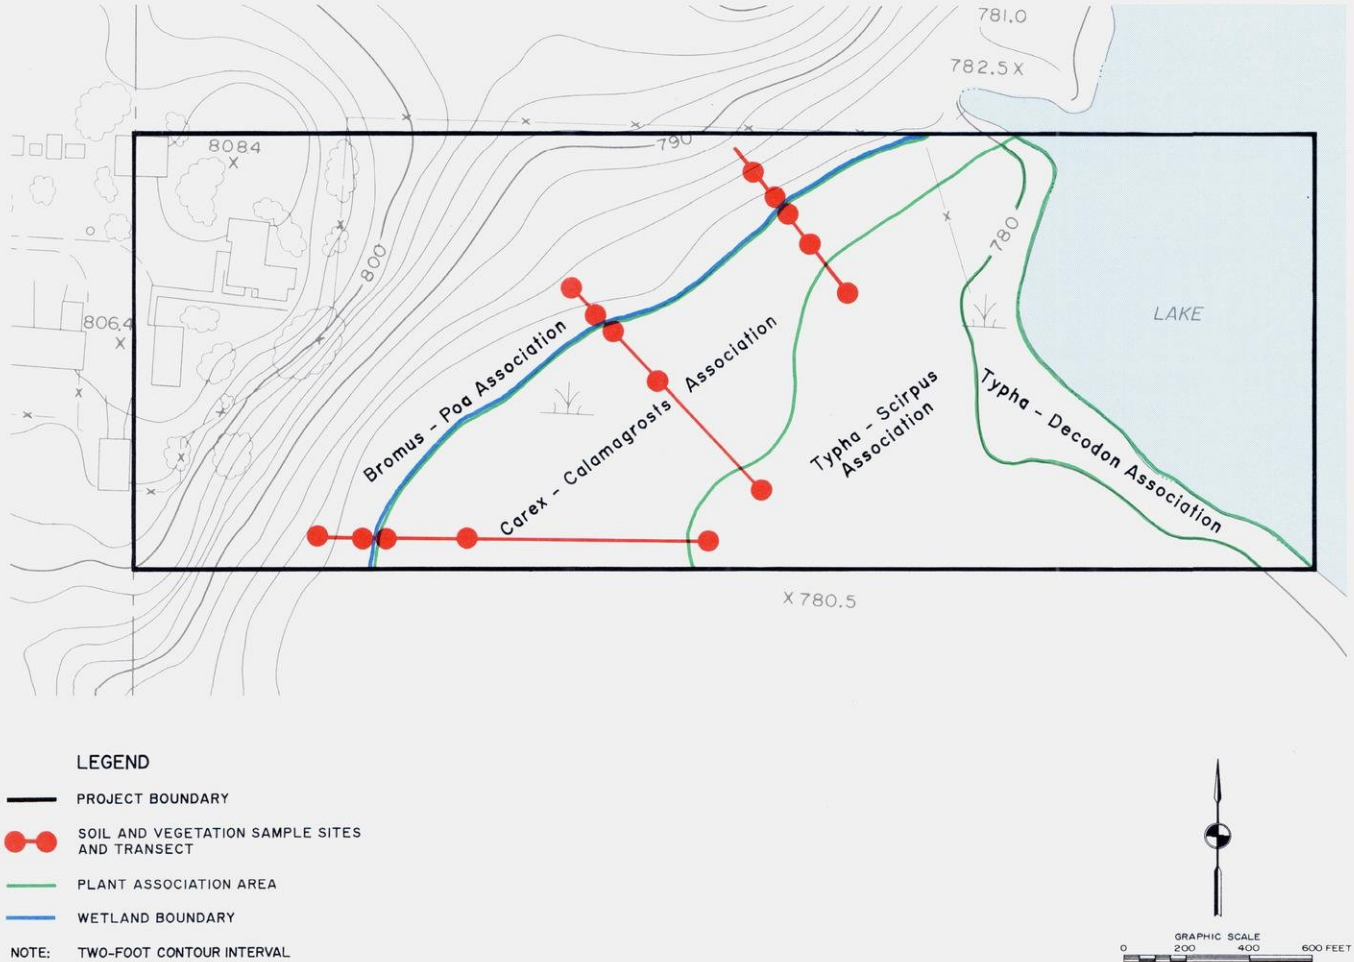 781.0
782.5 X
790
8084
X
780
800
LAKE
806.4
X
Bromus - Poa Association
Carex - Calamagrosts Association
Typha - Scirpus
Association
Typha - Decodon Association
X 780.5
LEGEND
PROJECT BOUNDARY
SOIL AND VEGETATION SAMPLE SITES
AND TRANSECT
PLANT ASSOCIATION AREA
WETLAND BOUNDARY
NOTE: TWO-FOOT CONTOUR INTERVAL
GRAPHIC SCALE
0 200 400 600 FEET